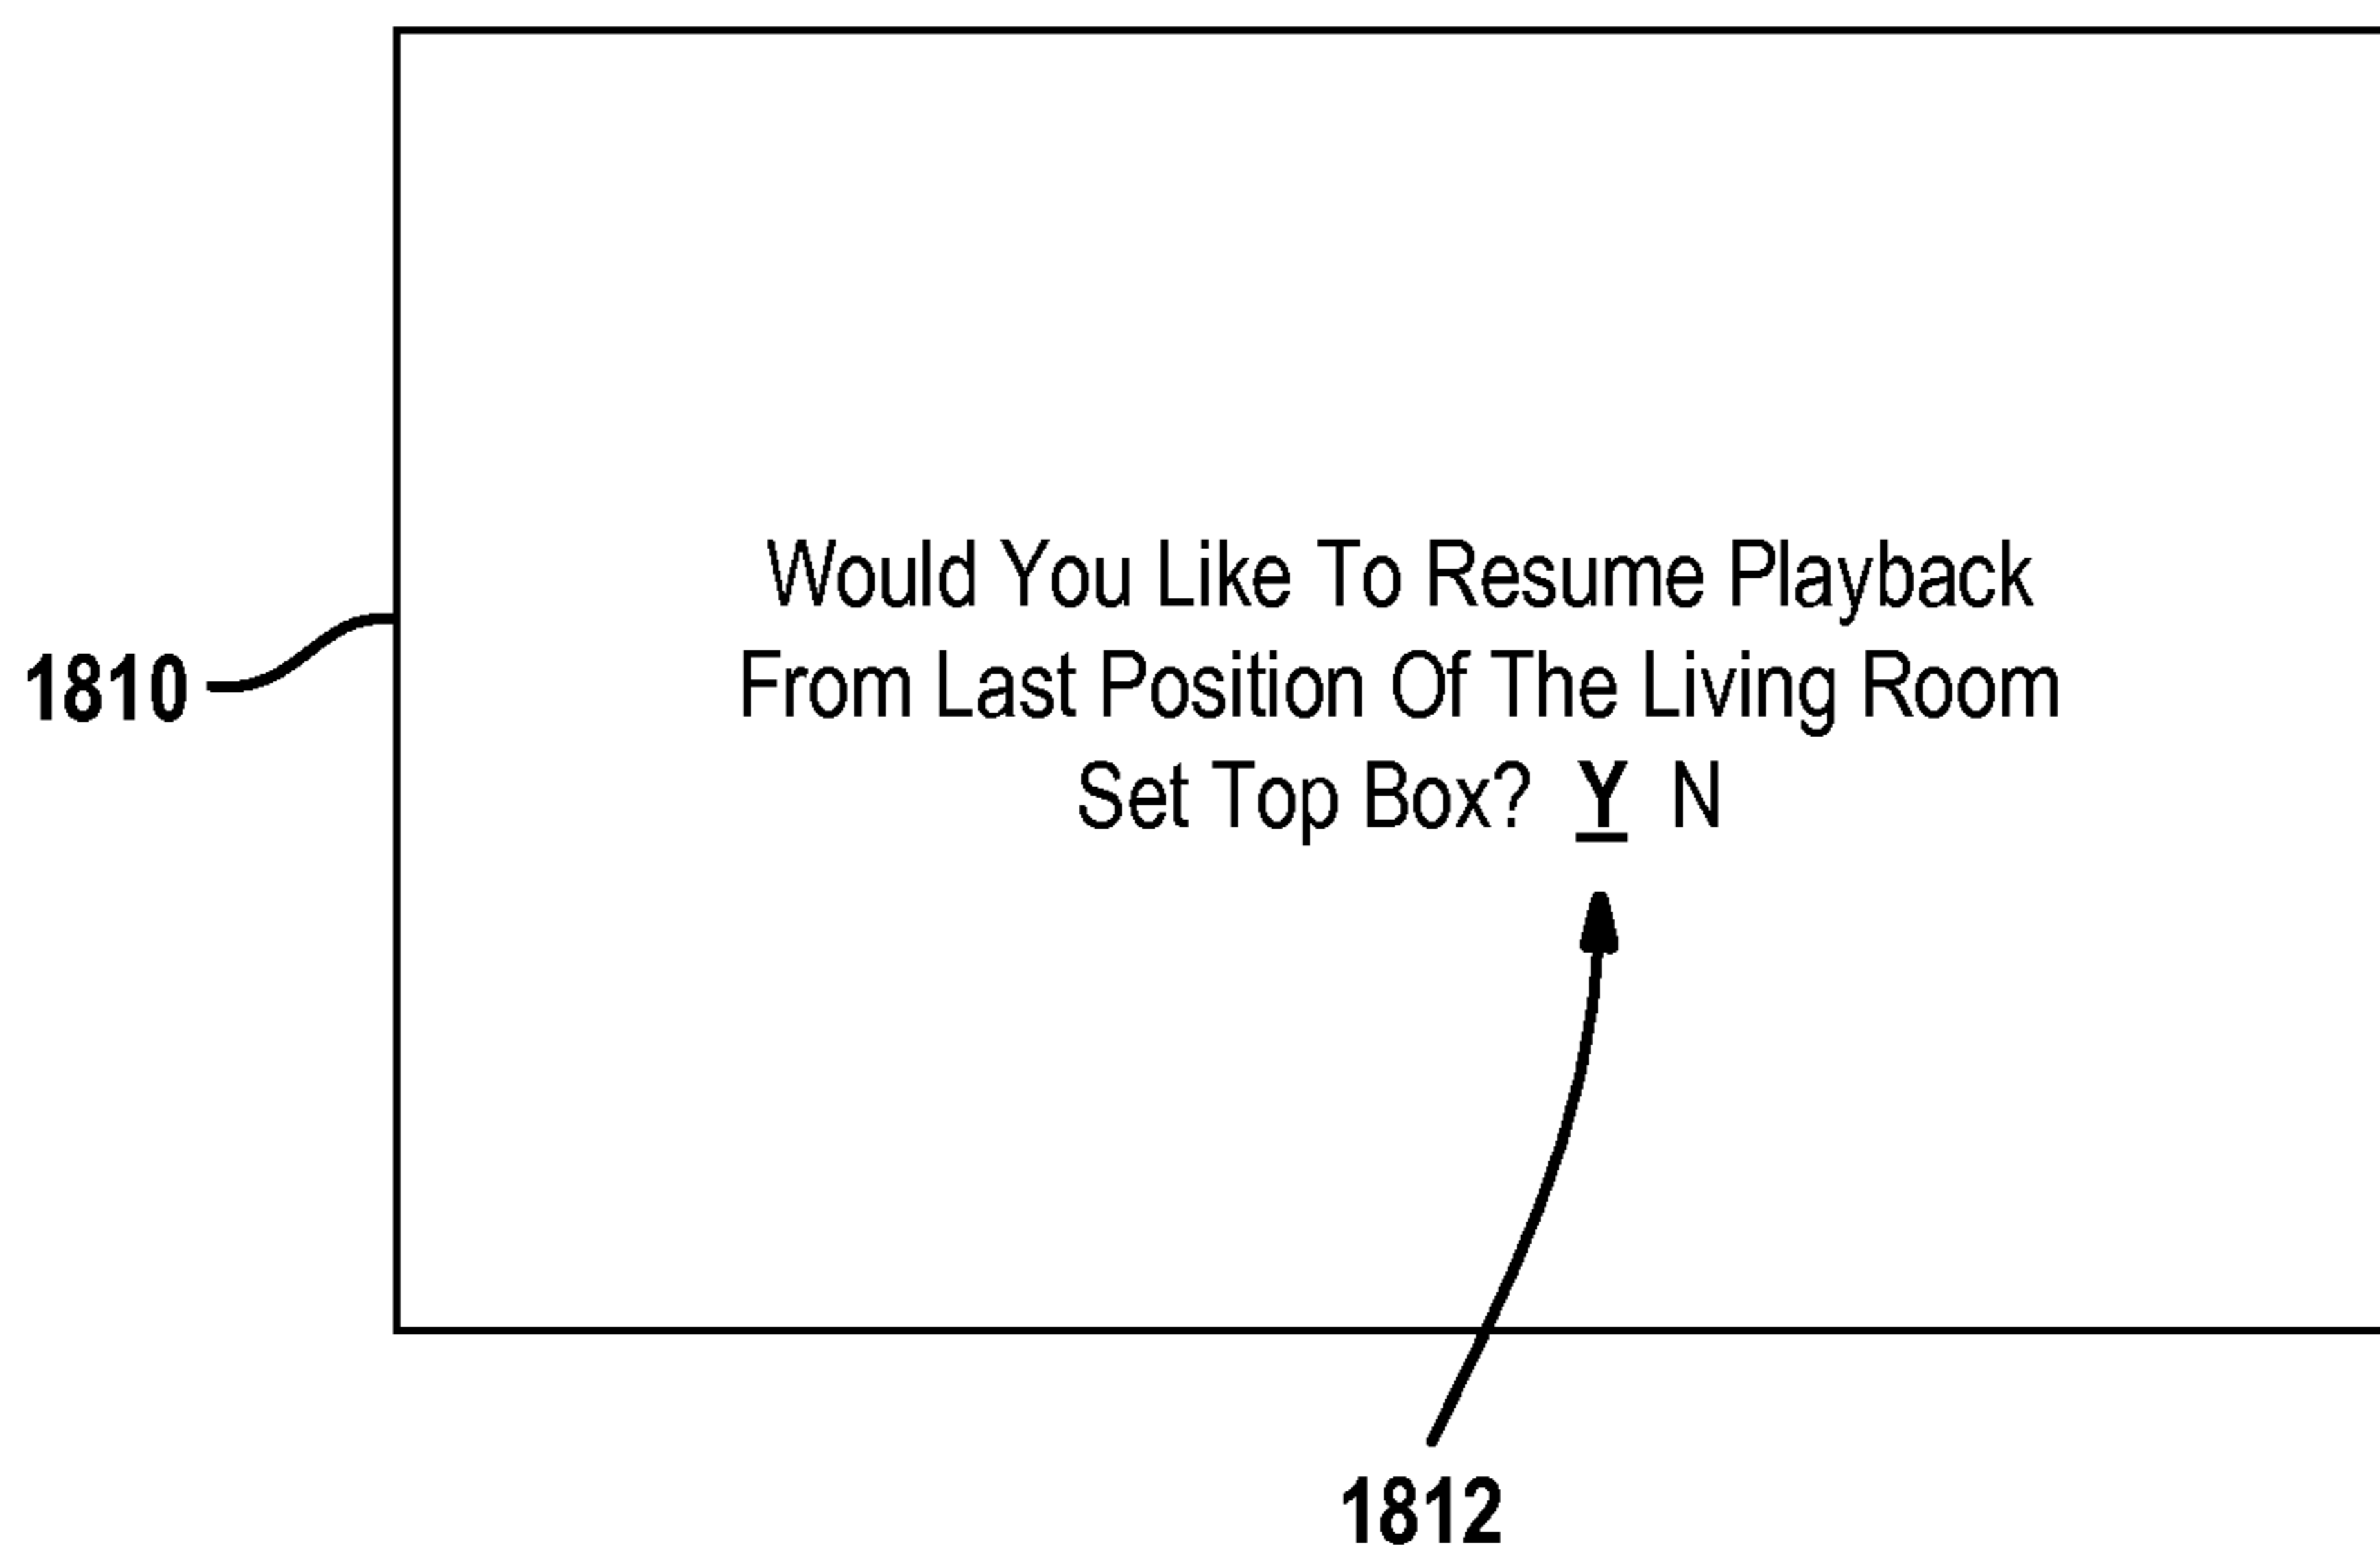 Would You Like To Resume Playback
From Last Position Of The Living Room
Set Top Box? Y N
1810
1812